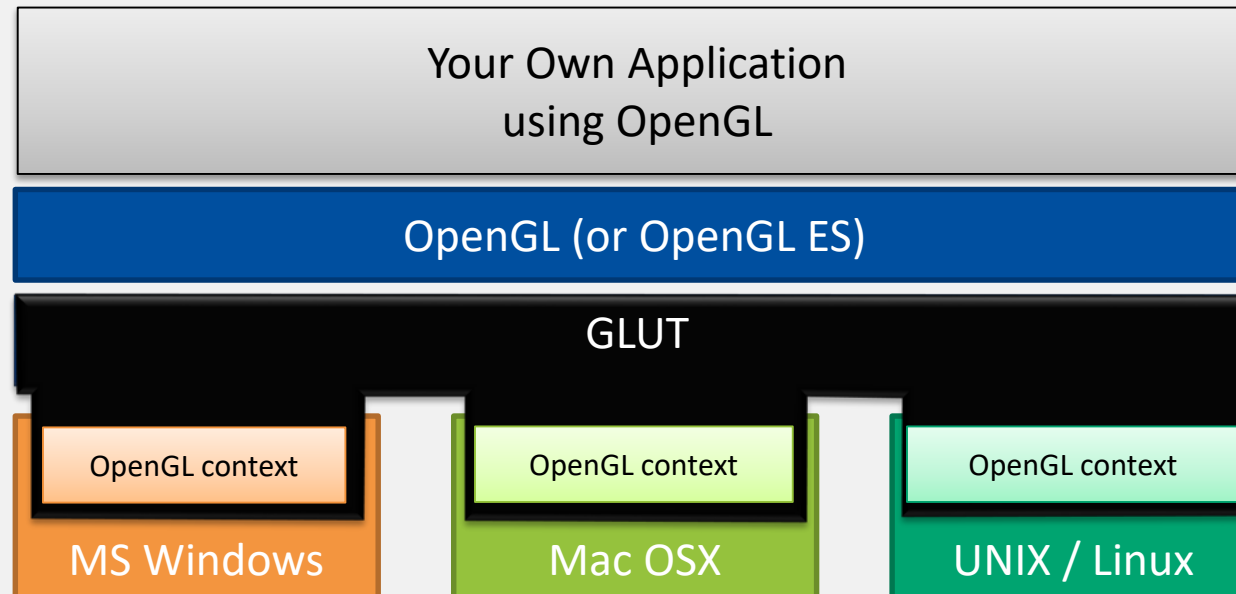 Your Own Application
using OpenGL
OpenGL (or OpenGL ES)
GLUT
OpenGL context
OpenGL context
OpenGL context
MS Windows
Mac OSX
UNIX / Linux